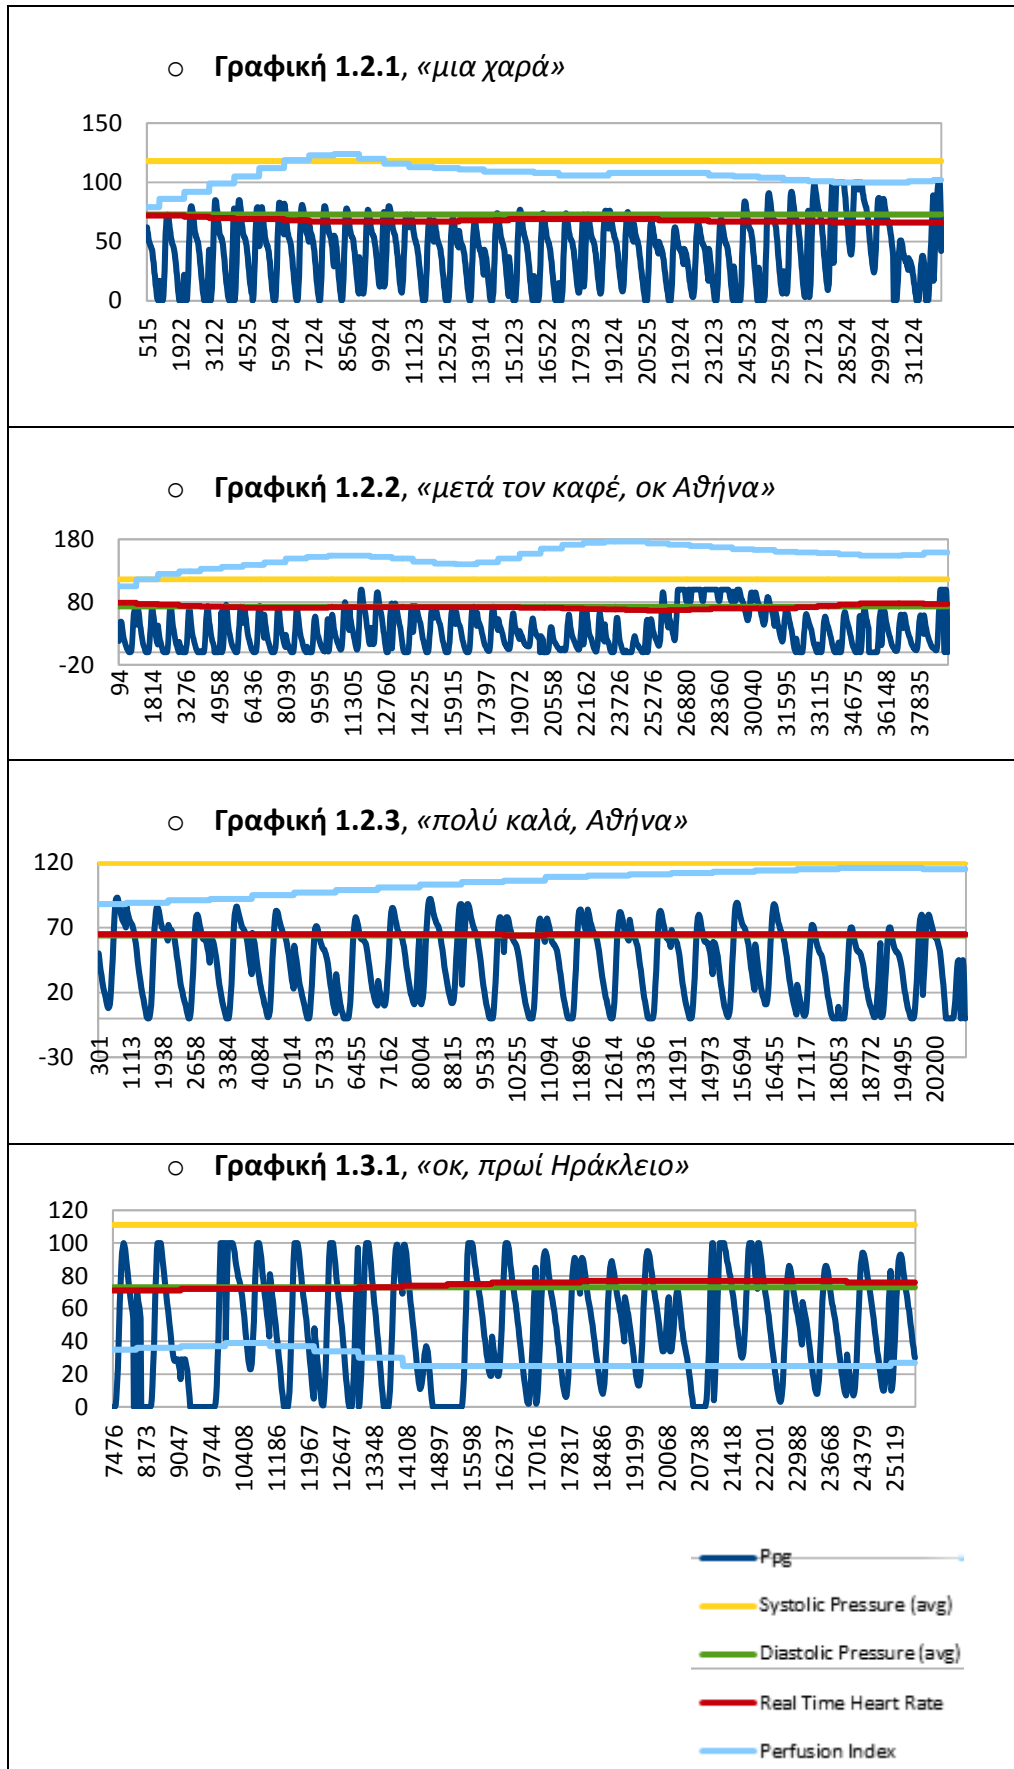 o Γραφική 1.2.1, «μια χαρά»
150
100
50
0
515 1922 3122 4525 5924 7124 8564 9924 11123 12524 13914 15123 16522 17923 19124 20525 21924 23123 24523 25924 27123 28524 29924 31124
o Γραφική 1.2.2, «μετά τον καφέ, οκ Αθήνα»
180
80
-20
94 1814 3276 4958 6436 8039 9595 11305 12760 14225 15915 17397 19072 20558 22162 23726 25276 26880 28360 30040 31595 33115 34675 36148 37835
o Γραφική 1.2.3, «πολύ καλά, Αθήνα»
120
70
20
-30
301 1113 1938 2658 3384 4084 5014 5733 6455 7162 8004 8815 9533 10255 11094 11896 12614 13336 14191 14973 15694 16455 17117 18053 18772 19495 20200
o Γραφική 1.3.1, «οκ, πρωί Ηράκλειο»
120
100
80
60
40
20
0
7476 8173 9047 9744 10408 11186 11967 12647 13348 14108 14897 15598 16237 17016 17817 18486 19199 20068 20738 21418 22201 22988 23668 24379 25119
Ppg
Systolic Pressure (avg)
Diastolic Pressure (avg)
Real Time Heart Rate
Perfusion Index